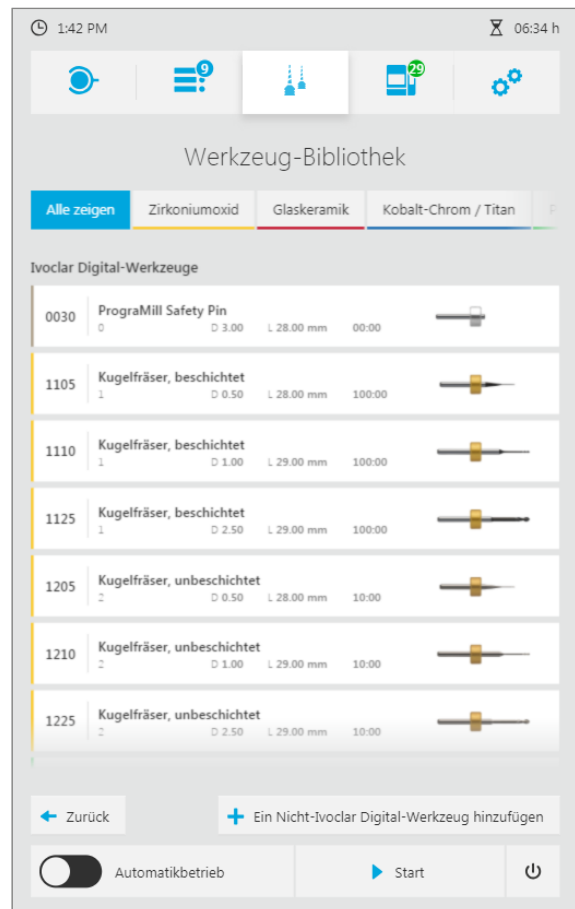 1:42 PM 06:34 h
9 29
Werkzeug-Bibliothek
Alle zeigen Zirkoniumoxid Glaskeramik Kobalt-Chrom / Titan P
Ivoclar Digital-Werkzeuge
0030 PrograMill Safety Pin
0 D 3.00 L 28.00 mm 00:00
1105 Kugelfräser, beschichtet
1 D 0.50 L 28.00 mm 100:00
1110 Kugelfräser, beschichtet
1 D 1.00 L 29.00 mm 100:00
1125 Kugelfräser, beschichtet
1 D 2.50 L 29.00 mm 100:00
1205 Kugelfräser, unbeschichtet
2 D 0.50 L 28.00 mm 10:00
1210 Kugelfräser, unbeschichtet
2 D 1.00 L 29.00 mm 10:00
1225 Kugelfräser, unbeschichtet
2 D 2.50 L 29.00 mm 10:00
Zurück Ein Nicht-Ivoclar Digital-Werkzeug hinzufügen
Automatikbetrieb Start